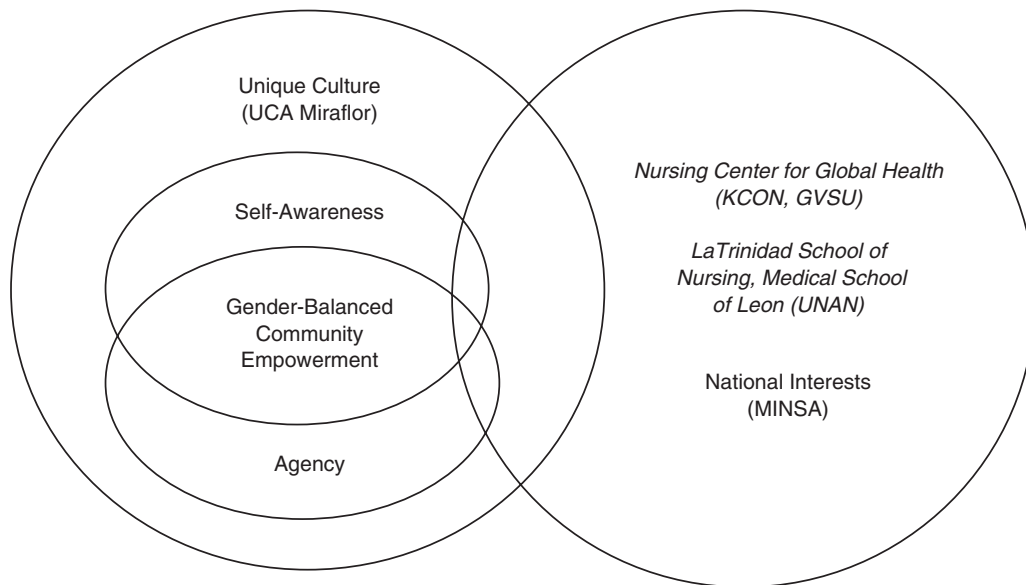 Unique Culture
(UCA Miraflor)
Self-Awareness
Gender-Balanced
Community
Empowerment
Agency
Nursing Center for Global Health
(KCON, GVSU)
LaTrinidad School of
Nursing, Medical School
of Leon (UNAN)
National Interests
(MINSA)